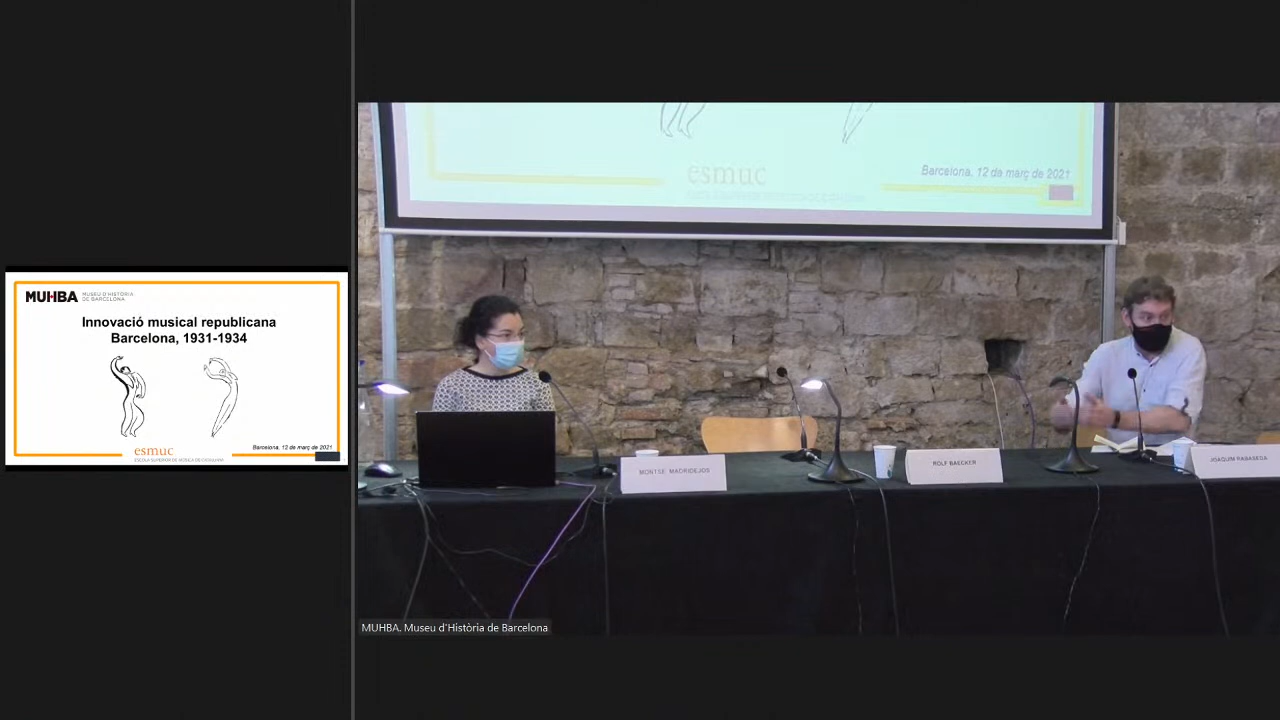 MUHBA MUSEU D'HISTÒRIA
DE BARCELONA
Innovació musical republicana
Barcelona, 1931-1934
Barcelona, 12 de març de 2021
esmuc
ESCOLA SUPERIOR DE MÚSICA DE CATALUNYA
esmuc
Barcelona, 12 de març de 2021
MONTSE MADRIDEJOS
ROLF BAECKER
JOAQUIM RABASEDA
MUHBA. Museu d'Història de Barcelona